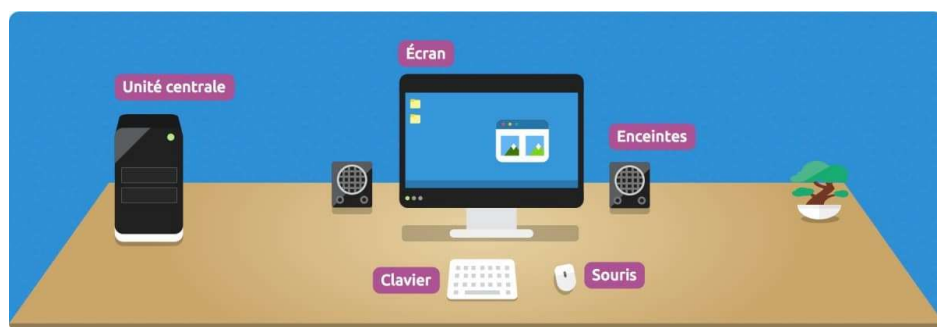 Écran
Unité centrale
Enceintes
Clavier
Souris